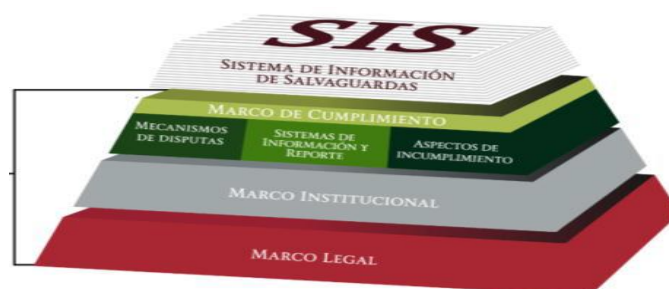 SIS
SISTEMA DE INFORMACIÓN
DE SALVAGUARDAS
MARCO DE CUMPLIMIENTO
MECANISMOS
DE DISPUTAS
SISTEMAS DE
INFORMACIÓN Y
REPORTE
ASPECTOS DE
INCUMPLIMIENTO
MARCO INSTITUCIONAL
MARCO LEGAL